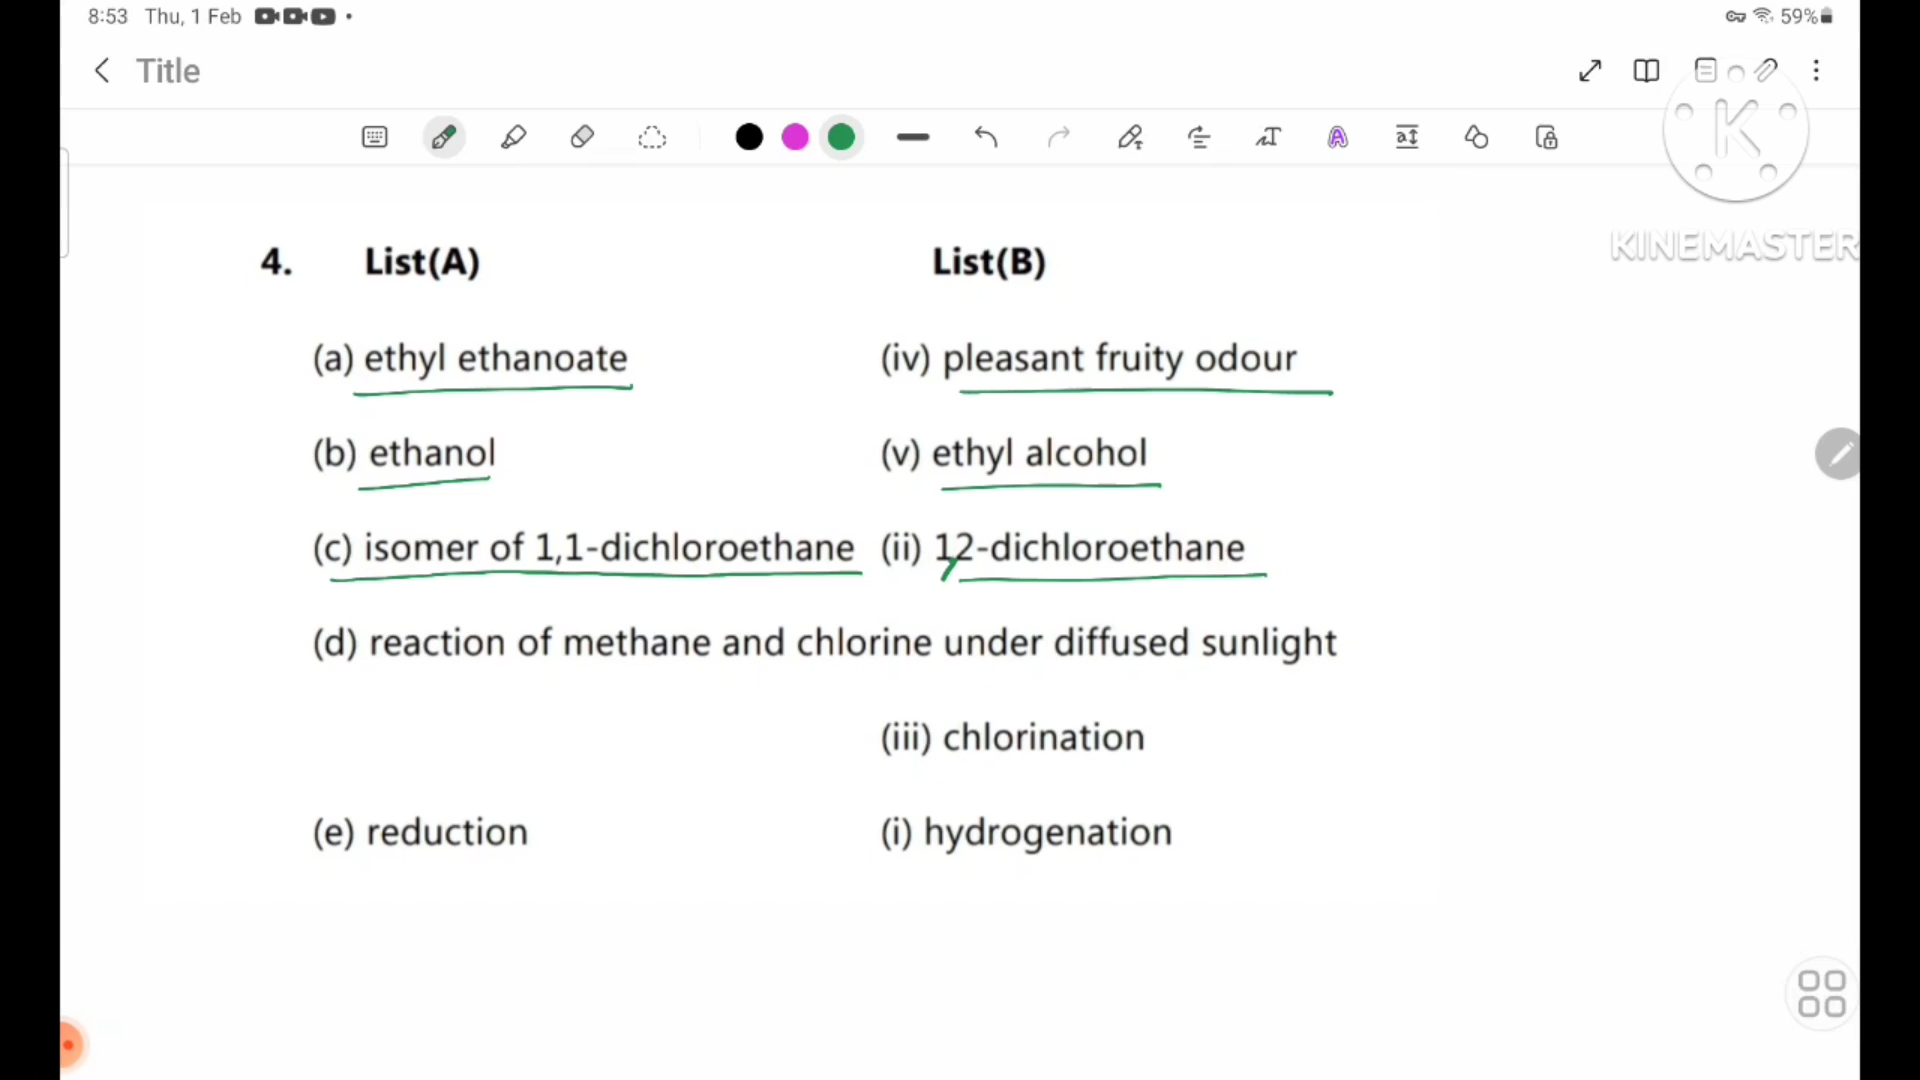 8:53 Thu, 1 Feb 59%
Title
KINEMASTER
4. List(A) List(B)
(a) ethyl ethanoate (iv) pleasant fruity odour
(b) ethanol (v) ethyl alcohol
(c) isomer of 1,1-dichloroethane (ii) 1,2-dichloroethane
(d) reaction of methane and chlorine under diffused sunlight
(iii) chlorination
(e) reduction (i) hydrogenation